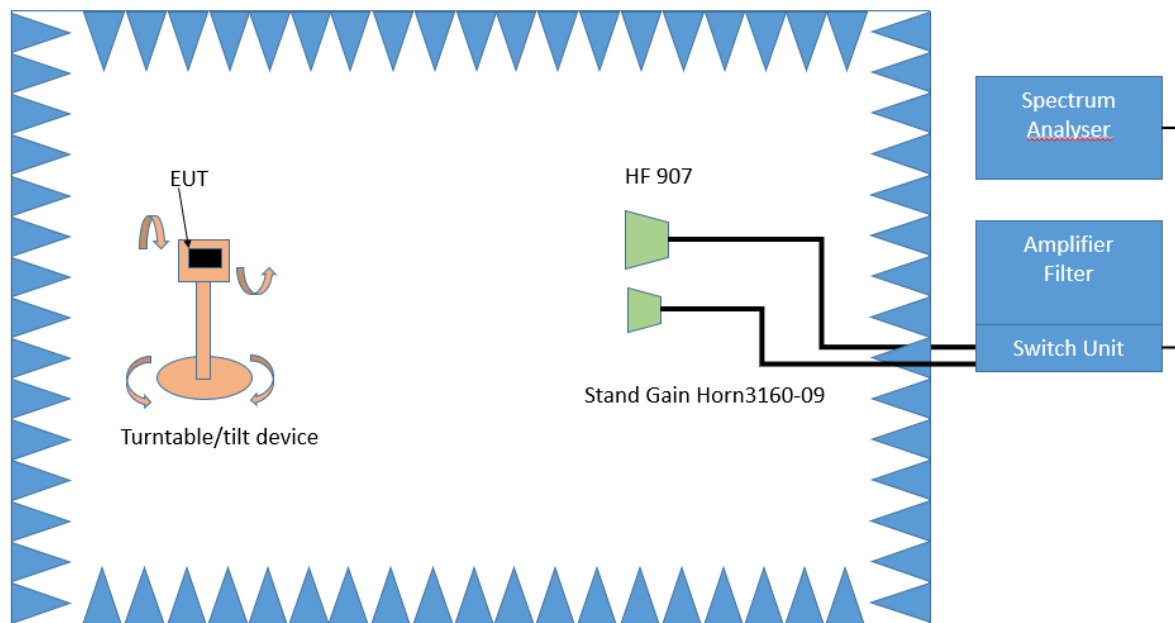 Spectrum
Analyser
EUT
HF 907
Amplifier
Filter
Switch Unit
Stand Gain Horn3160-09
Turntable/tilt device